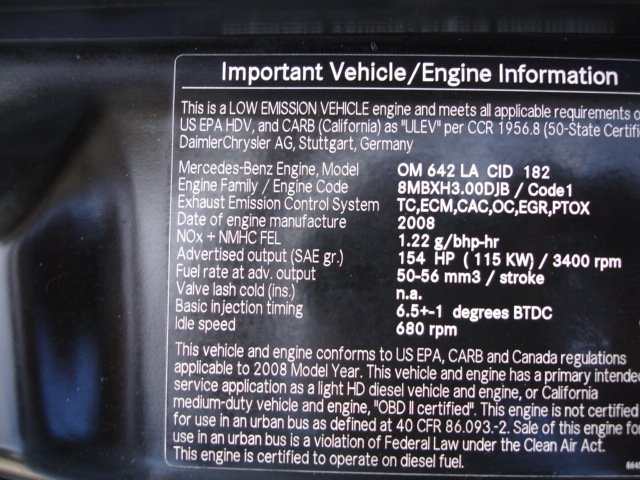 Important Vehicle/Engine Information
This is a LOW EMISSION VEHICLE engine and meets all applicable requirements
US EPA HDV, and CARB (California) as "ULEV" per CCR 1956.8 (50-State
DaimlerChrysler AG, Stuttgart, Germany
Mercedes-Benz Engine, Model OM 642 LA CID 182
Engine Family / Engine Code 8MBXH3.00DJB / Code1
Exhaust Emission Control System TC,ECM,CAC,OC,EGR,PTOX
Date of engine manufacture 2008
NOx + NMHC FEL 1.22 g/bhp-hr
Advertised output (SAE gr.) 154 HP ( 115 KW) / 3400 rpm
Fuel rate at adv. output 50-56 mm3 / stroke
Valve lash cold (ins.) n.a.
Basic injection timing 6.5+-1 degrees BTDC
Idle speed 680 rpm
This vehicle and engine conforms to US EPA, CARB and Canada regulations
applicable to 2008 Model Year. This vehicle and engine has a primary intended
service application as a light HD diesel vehicle and engine, or California
medium-duty vehicle and engine, "OBD II certified". This engine is not certified
for use in an urban bus as defined at 40 CFR 86.093.-2. Sale of this engine for
use in an urban bus is a violation of Federal Law under the Clean Air Act.
This engine is certified to operate on diesel fuel.